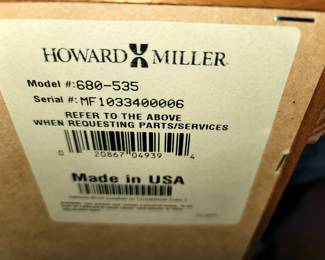 HOWARD MILLER
Model #:680-535
Serial #:MF1033400006
REFER TO THE ABOVE
WHEN REQUESTING PARTS/SERVICES
0 20867 04939 4
Made in USA